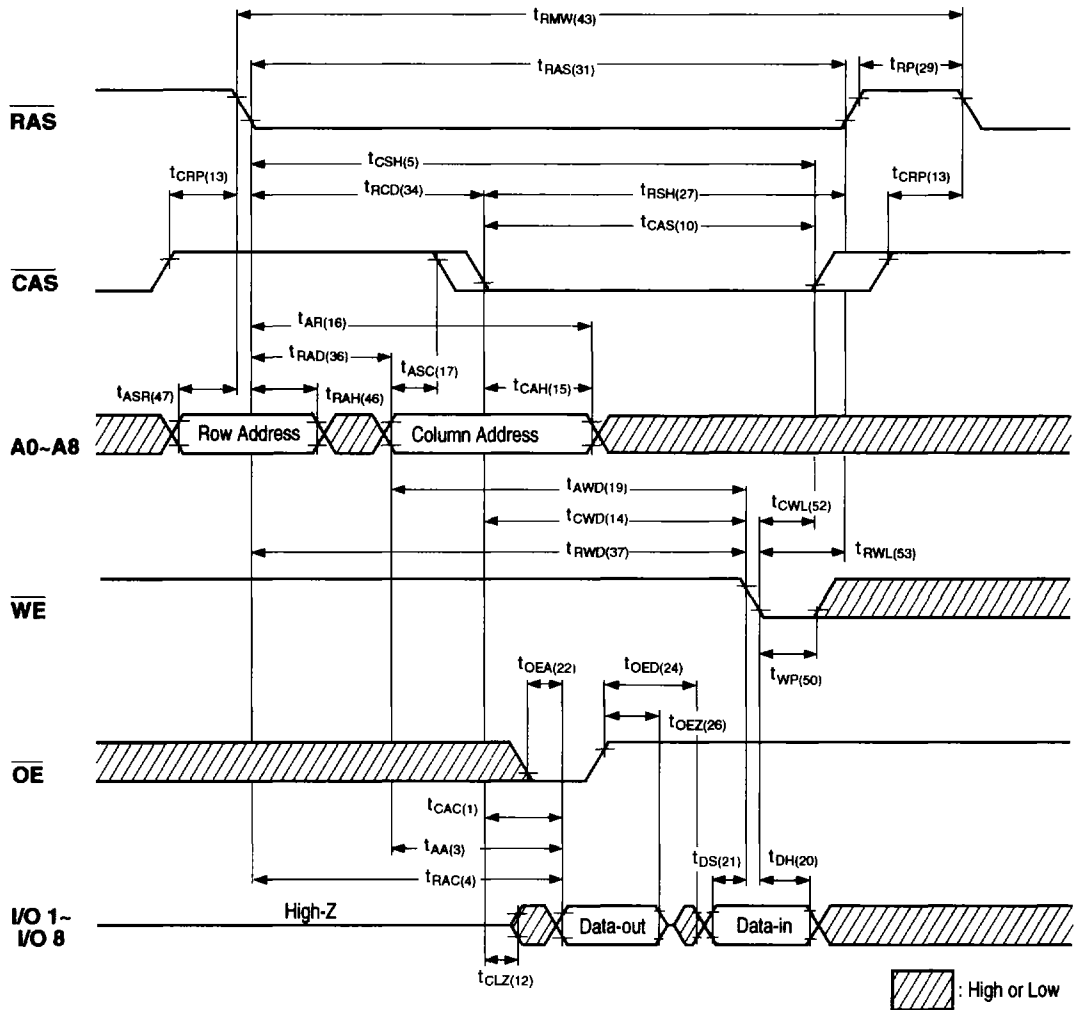 tRMW(43)
tRAS(31)
tRP(29)
RAS
tCSH(5)
tCRP(13)
tRCD(34)
tRSH(27)
tCRP(13)
tCAS(10)
CAS
tAR(16)
tRAD(36)
tASC(17)
tASR(47)
tRAH(46)
tCAH(15)
A0~A8
Row Address
Column Address
tAWD(19)
tCWL(52)
tCWD(14)
tRWD(37)
tRWL(53)
WE
tOEA(22)
tOED(24)
tWP(50)
tOEZ(26)
OE
tCAC(1)
tAA(3)
tDS(21)
tDH(20)
tRAC(4)
I/O 1~
I/O 8
High-Z
Data-out
Data-in
tCLZ(12)
: High or Low